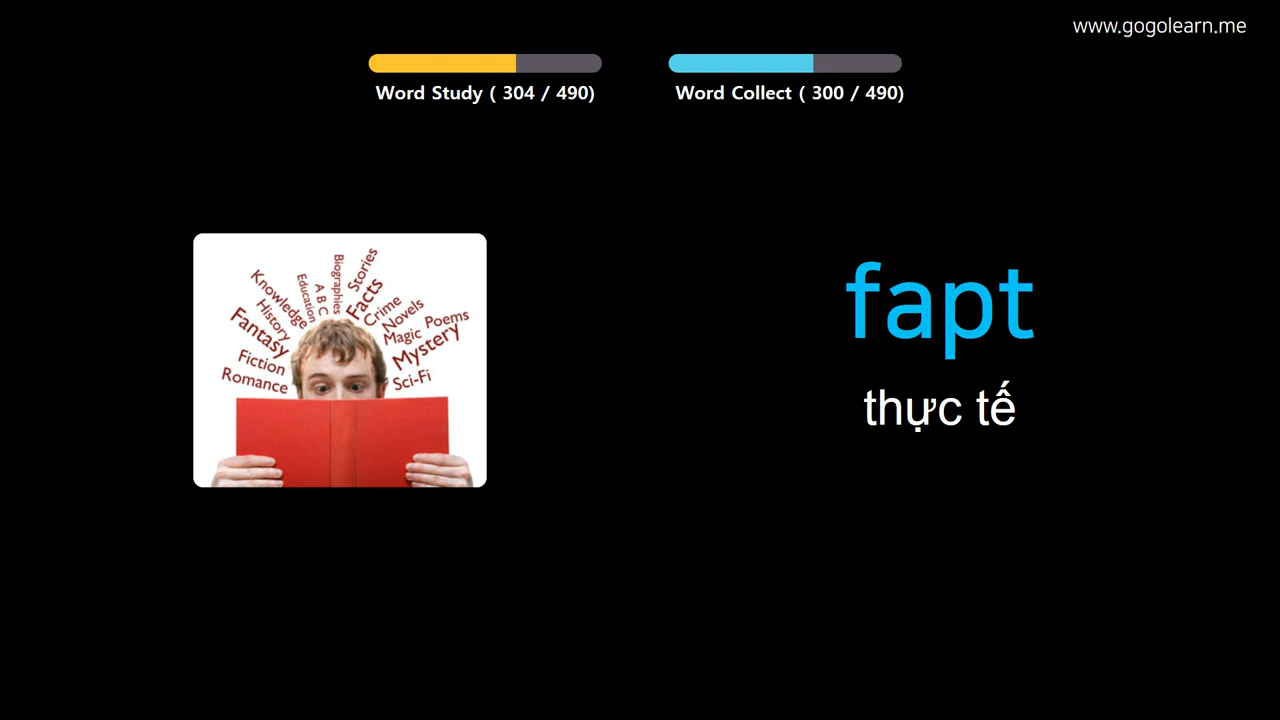 www.gogolearn.me
Word Study ( 304 / 490)
Word Collect ( 300 / 490)
Knowledge
History
Fantasy
Fiction
Romance
Education
A B C
Biographies
Stories
Facts
Crime
Novels
Magic
Poems
Mystery
Sci-Fi
fapt
thực tế